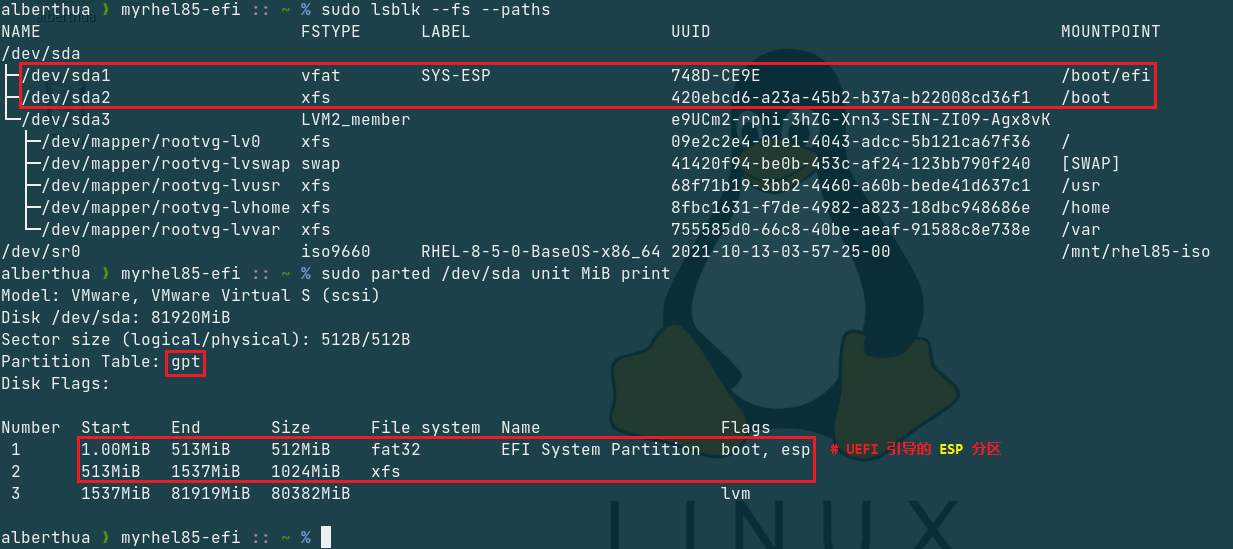 alberthua ❯ myrhel85-efi :: ~ % sudo lsblk --fs --paths
NAME FSTYPE LABEL UUID MOUNTPOINT
/dev/sda
├─/dev/sda1 vfat SYS-ESP 748D-CE9E /boot/efi
├─/dev/sda2 xfs 420ebcd6-a23a-45b2-b37a-b22008cd36f1 /boot
└─/dev/sda3 LVM2_member e9UCm2-rphi-3hZG-Xrn3-SEIN-ZI09-Agx8vK
├─/dev/mapper/rootvg-lv0 xfs 09e2c2e4-01e1-4043-adcc-5b121ca67f36 /
├─/dev/mapper/rootvg-lvswap swap 41420f94-be0b-453c-af24-123bb790f240 [SWAP]
├─/dev/mapper/rootvg-lvusr xfs 68f71b19-3bb2-4460-a60b-bede41d637c1 /usr
├─/dev/mapper/rootvg-lvhome xfs 8fbc1631-f7de-4982-a823-18dbc948686e /home
└─/dev/mapper/rootvg-lvvar xfs 755585d0-66c8-40be-aeaf-91588c8e738e /var
/dev/sr0 iso9660 RHEL-8-5-0-BaseOS-x86_64 2021-10-13-03-57-25-00 /mnt/rhel85-iso
alberthua ❯ myrhel85-efi :: ~ % sudo parted /dev/sda unit MiB print
Model: VMware, VMware Virtual S (scsi)
Disk /dev/sda: 81920MiB
Sector size (logical/physical): 512B/512B
Partition Table: gpt
Disk Flags:
Number Start End Size File system Name Flags
1 1.00MiB 513MiB 512MiB fat32 EFI System Partition boot, esp # UEFI 引导的 ESP 分区
2 513MiB 1537MiB 1024MiB xfs
3 1537MiB 81919MiB 80382MiB lvm
alberthua ❯ myrhel85-efi :: ~ %
LINUX